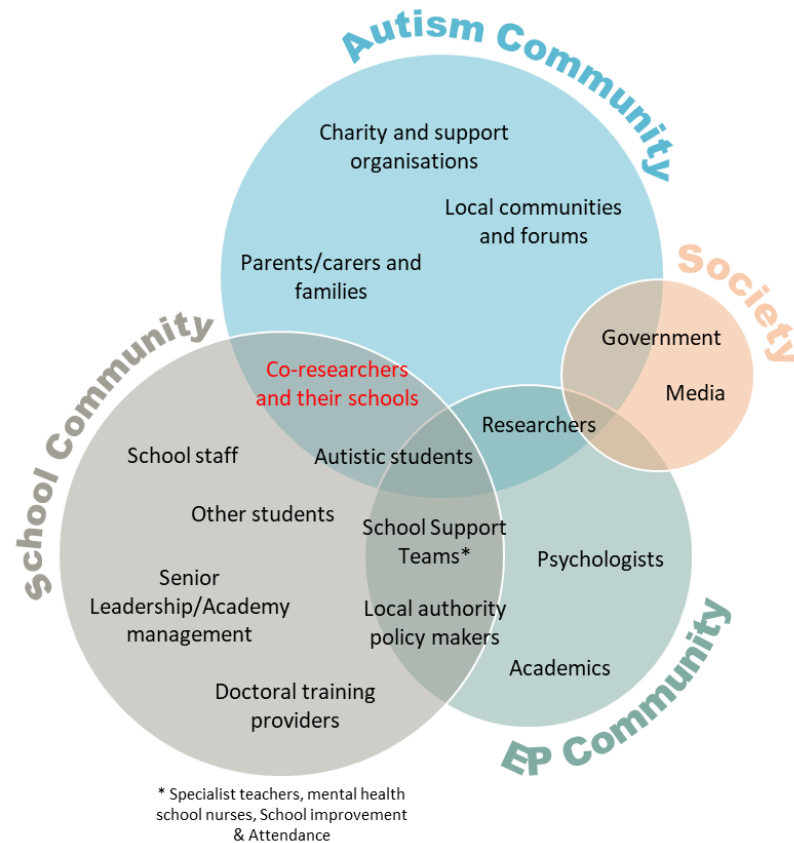 Autism Community
Charity and support
organisations
Local communities
and forums
Parents/carers and
families
Society
Government
Media
School Community
Co-researchers
and their schools
Researchers
School staff
Autistic students
Other students
School Support
Teams*
Psychologists
Senior
Leadership/Academy
management
Local authority
policy makers
Academics
Doctoral training
providers
EP Community
* Specialist teachers, mental health
school nurses, School improvement
& Attendance